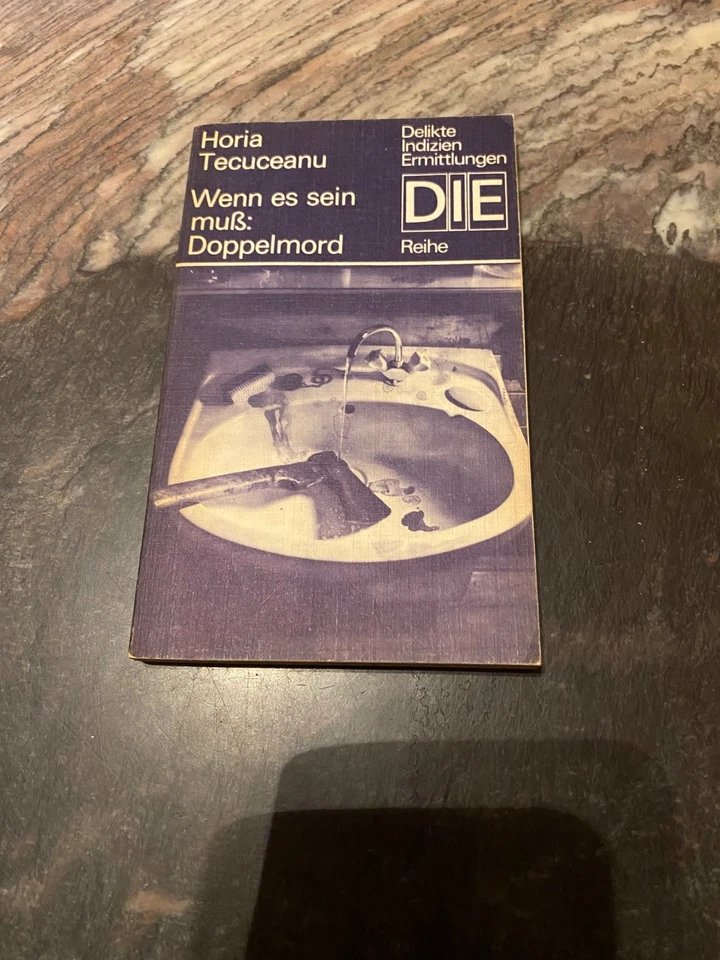 Horia
Tecuceanu
Wenn es sein
muß:
Doppelmord
Delikte
Indizien
Ermittlungen
DIE
Reihe